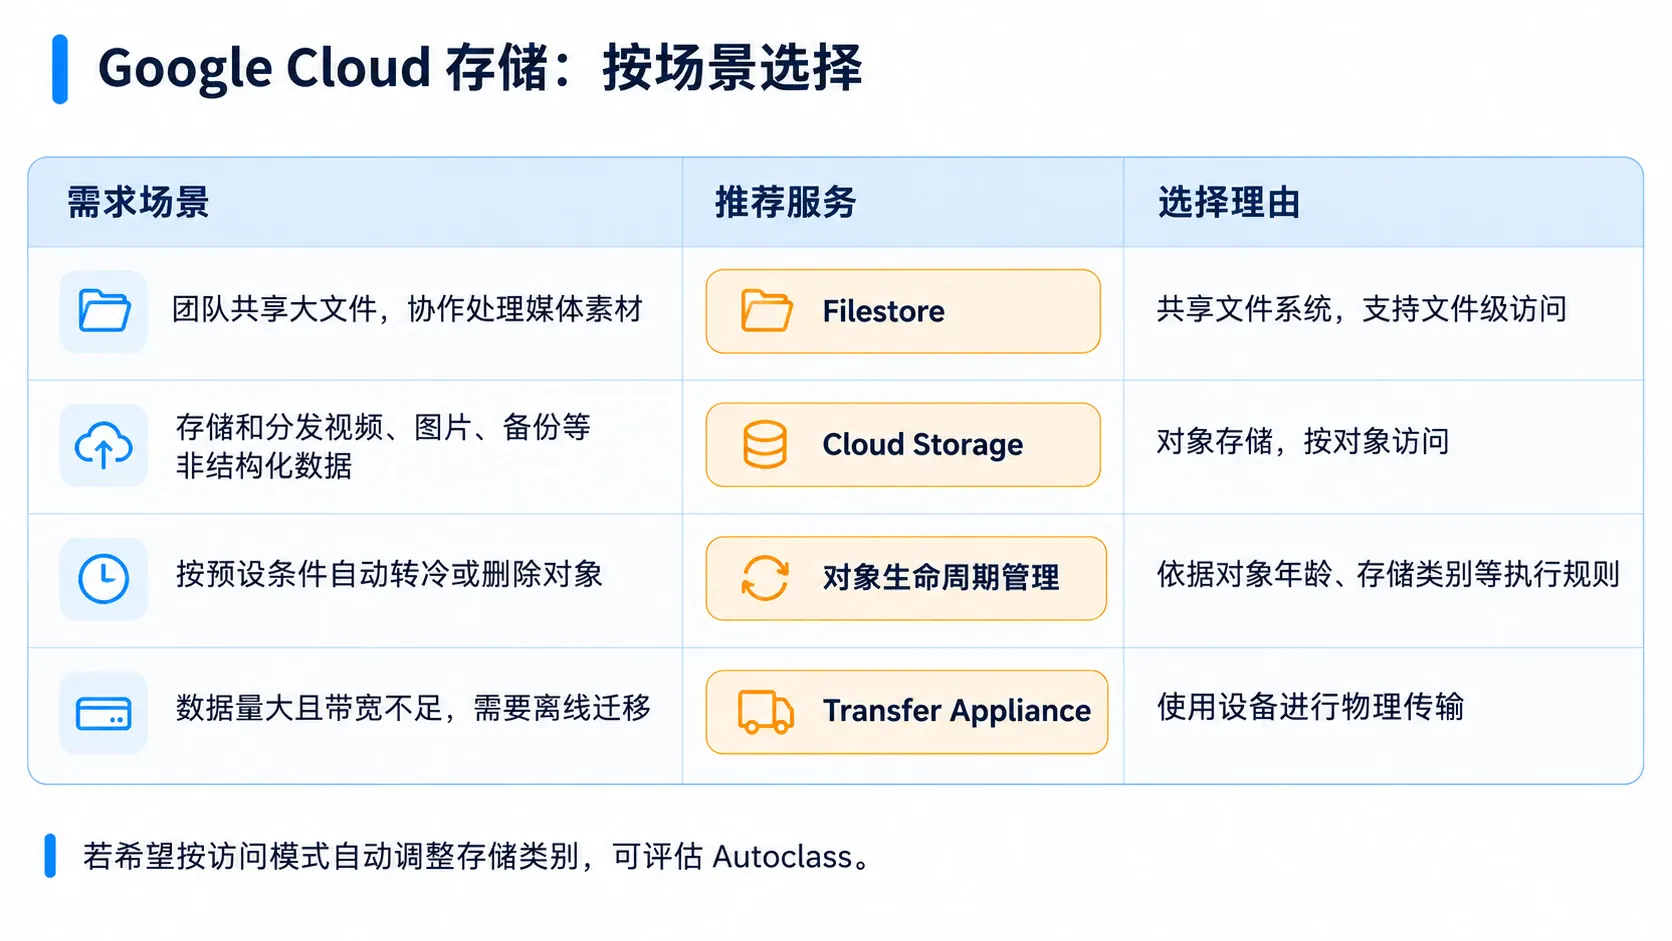 Google Cloud 存储：按场景选择
需求场景
推荐服务
选择理由
团队共享大文件，协作处理媒体素材
Filestore
共享文件系统，支持文件级访问
存储和分发视频、图片、备份等
非结构化数据
Cloud Storage
对象存储，按对象访问
按预设条件自动转冷或删除对象
对象生命周期管理
依据对象年龄、存储类别等执行规则
数据量大且带宽不足，需要离线迁移
Transfer Appliance
使用设备进行物理传输
若希望按访问模式自动调整存储类别，可评估 Autoclass。